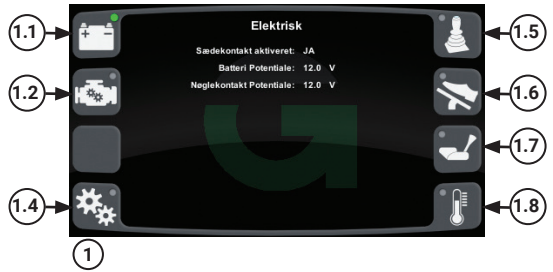 1.1
Elektrisk
1.5
Sædekontakt aktiveret: JA
Batteri Potentiale: 12.0 V
Nøglekontakt Potentiale: 12.0 V
1.2
1.6
1.7
1.4
1.8
1